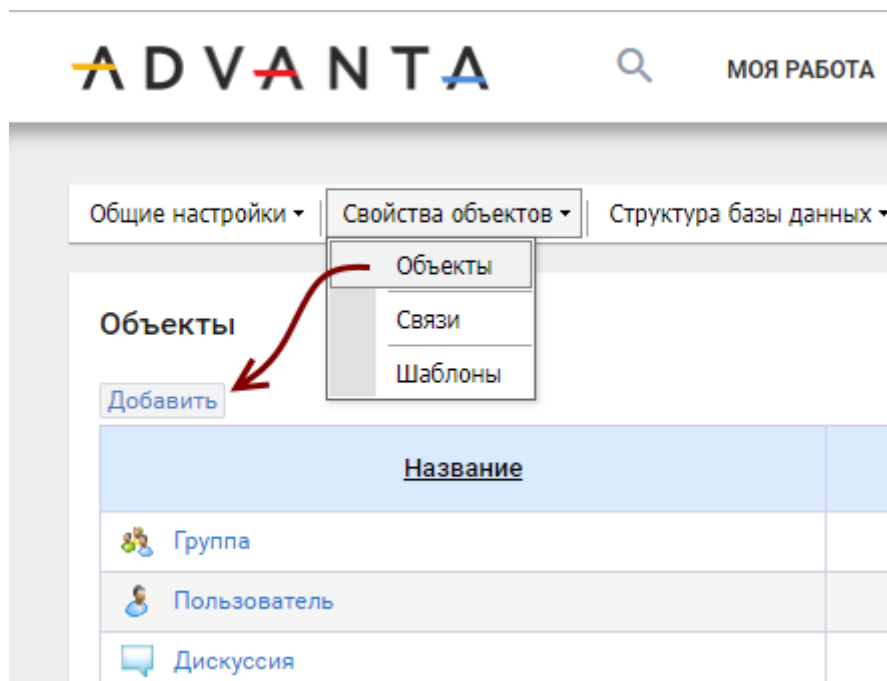 ADVANTA
МОЯ РАБОТА
Общие настройки
Свойства объектов
Структура базы данных
Объекты
Связи
Шаблоны
Объекты
Добавить
Название
Группа
Пользователь
Дискуссия